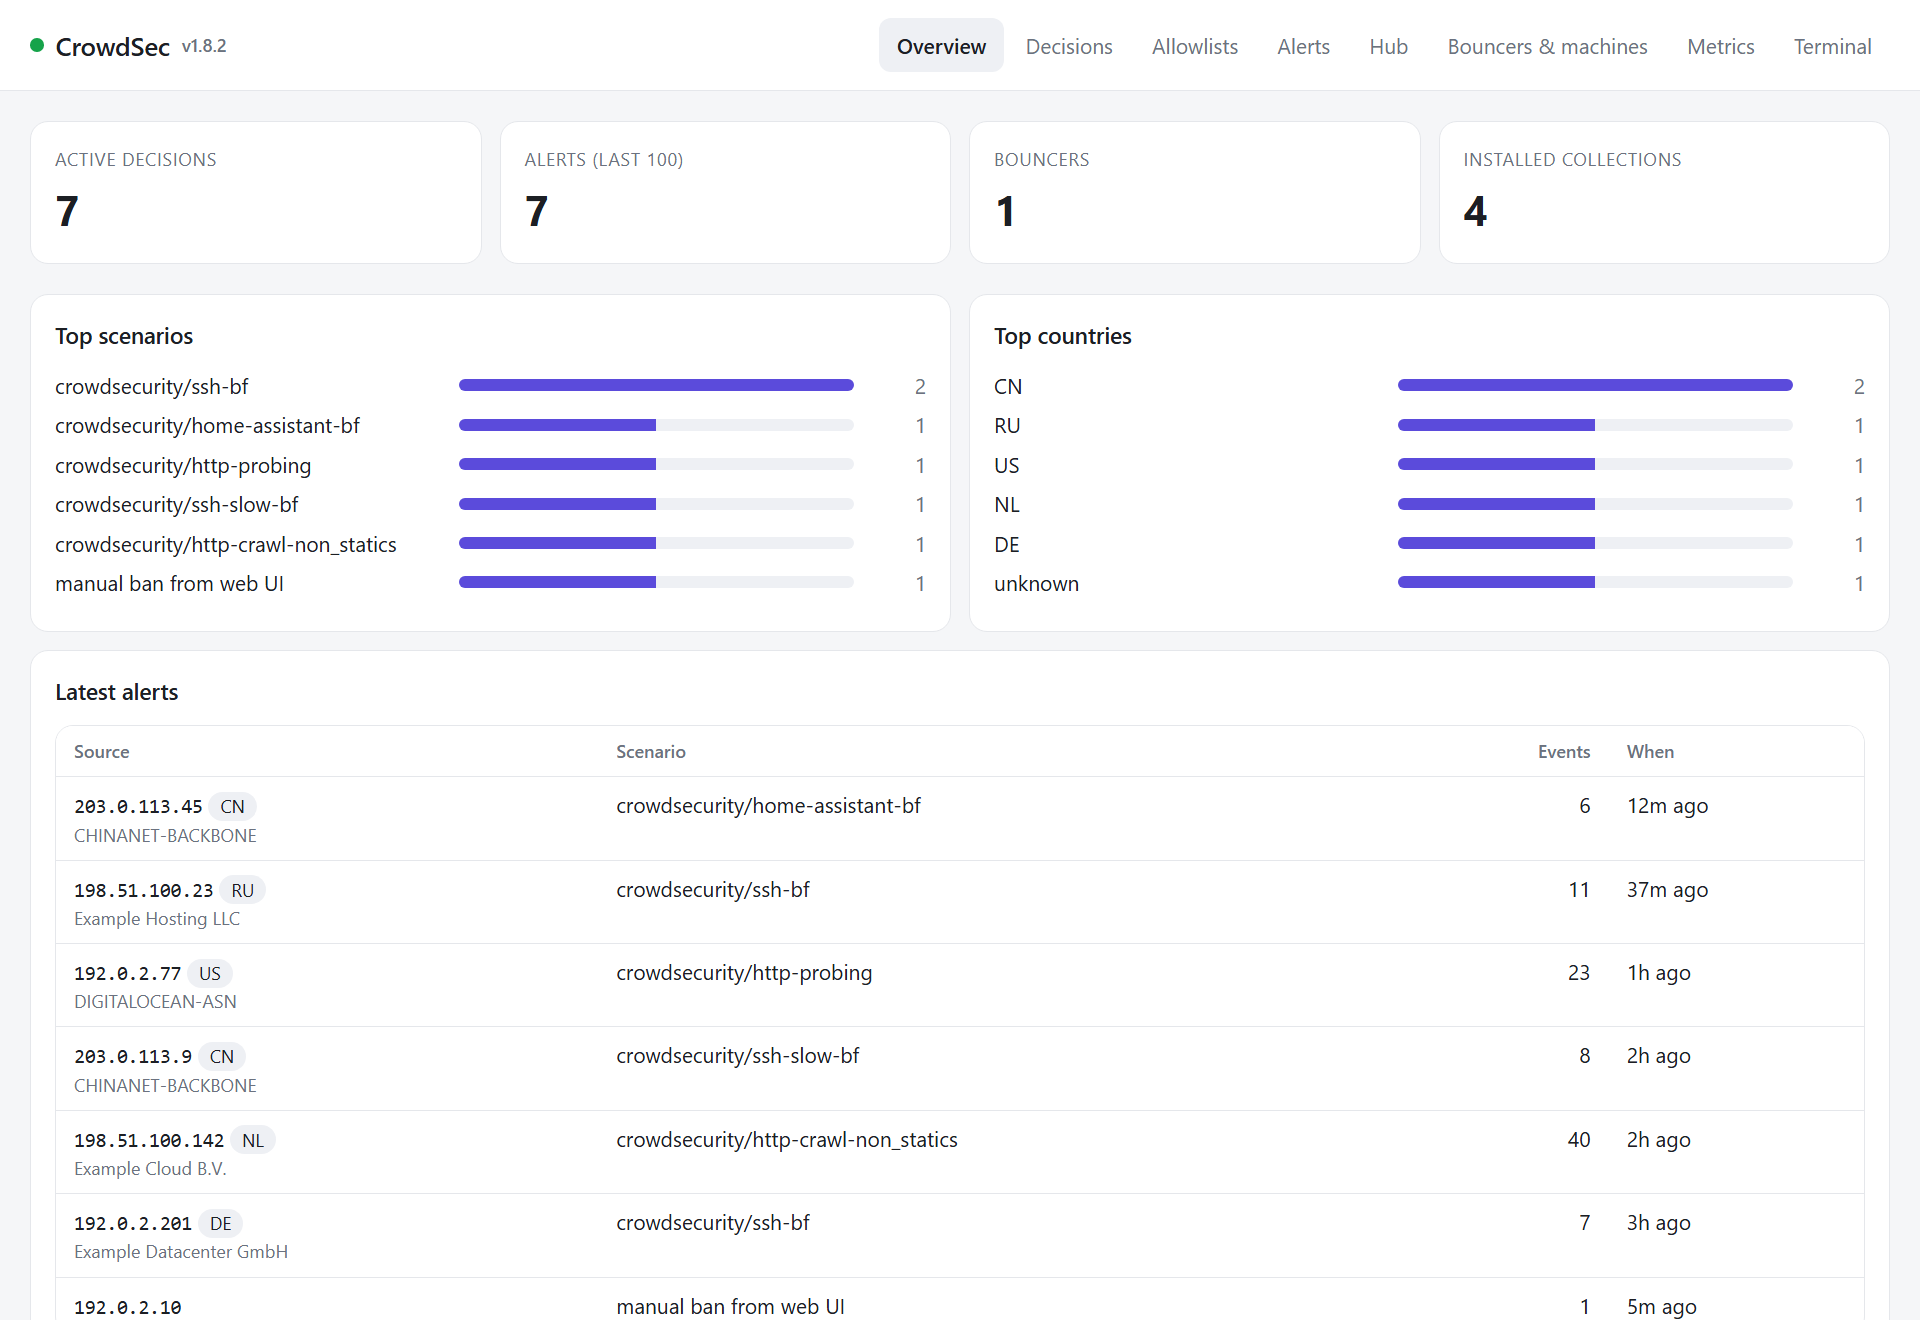 CrowdSec v1.8.2
Overview Decisions Allowlists Alerts Hub Bouncers & machines Metrics Terminal
ACTIVE DECISIONS
7
ALERTS (LAST 100)
7
BOUNCERS
1
INSTALLED COLLECTIONS
4
Top scenarios
crowdsecurity/ssh-bf 2
crowdsecurity/home-assistant-bf 1
crowdsecurity/http-probing 1
crowdsecurity/ssh-slow-bf 1
crowdsecurity/http-crawl-non_statics 1
manual ban from web UI 1
Top countries
CN 2
RU 1
US 1
NL 1
DE 1
unknown 1
Latest alerts
Source Scenario Events When
203.0.113.45 CN crowdsecurity/home-assistant-bf 6 12m ago
CHINANET-BACKBONE
198.51.100.23 RU crowdsecurity/ssh-bf 11 37m ago
Example Hosting LLC
192.0.2.77 US crowdsecurity/http-probing 23 1h ago
DIGITALOCEAN-ASN
203.0.113.9 CN crowdsecurity/ssh-slow-bf 8 2h ago
CHINANET-BACKBONE
198.51.100.142 NL crowdsecurity/http-crawl-non_statics 40 2h ago
Example Cloud B.V.
192.0.2.201 DE crowdsecurity/ssh-bf 7 3h ago
Example Datacenter GmbH
192.0.2.10 manual ban from web UI 1 5m ago